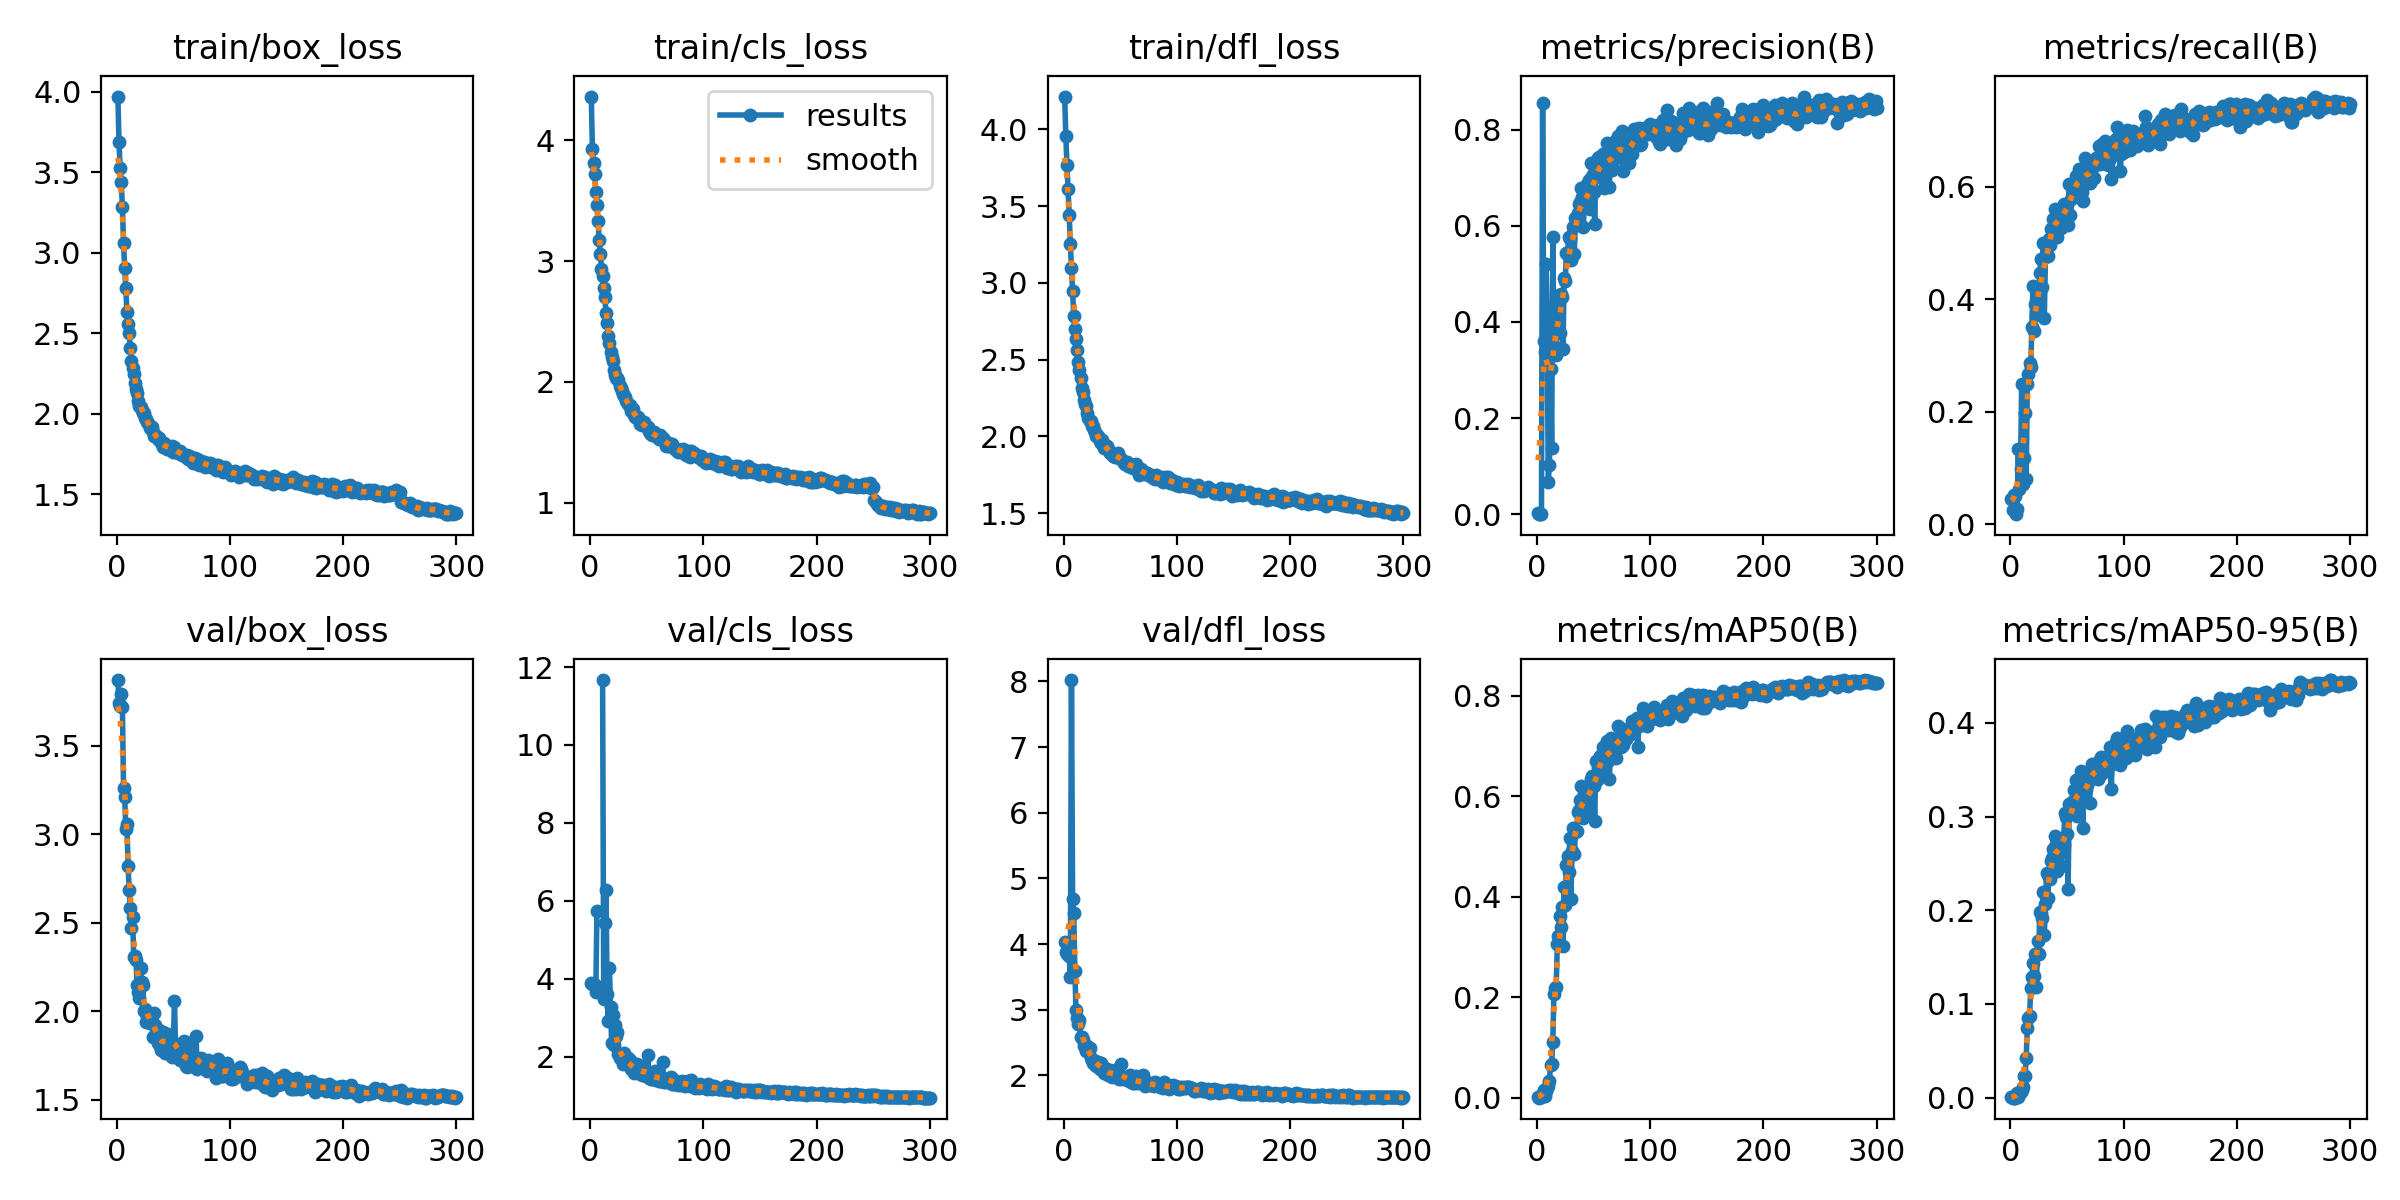 train/box_loss
4.0
3.5
3.0
2.5
2.0
1.5
0 100 200 300
train/cls_loss
results
smooth
4
3
2
1
0 100 200 300
train/dfl_loss
4.0
3.5
3.0
2.5
2.0
1.5
0 100 200 300
metrics/precision(B)
0.8
0.6
0.4
0.2
0.0
0 100 200 300
metrics/recall(B)
0.6
0.4
0.2
0.0
0 100 200 300
val/box_loss
3.5
3.0
2.5
2.0
1.5
0 100 200 300
val/cls_loss
12
10
8
6
4
2
0 100 200 300
val/dfl_loss
8
7
6
5
4
3
2
0 100 200 300
metrics/mAP50(B)
0.8
0.6
0.4
0.2
0.0
0 100 200 300
metrics/mAP50-95(B)
0.4
0.3
0.2
0.1
0.0
0 100 200 300